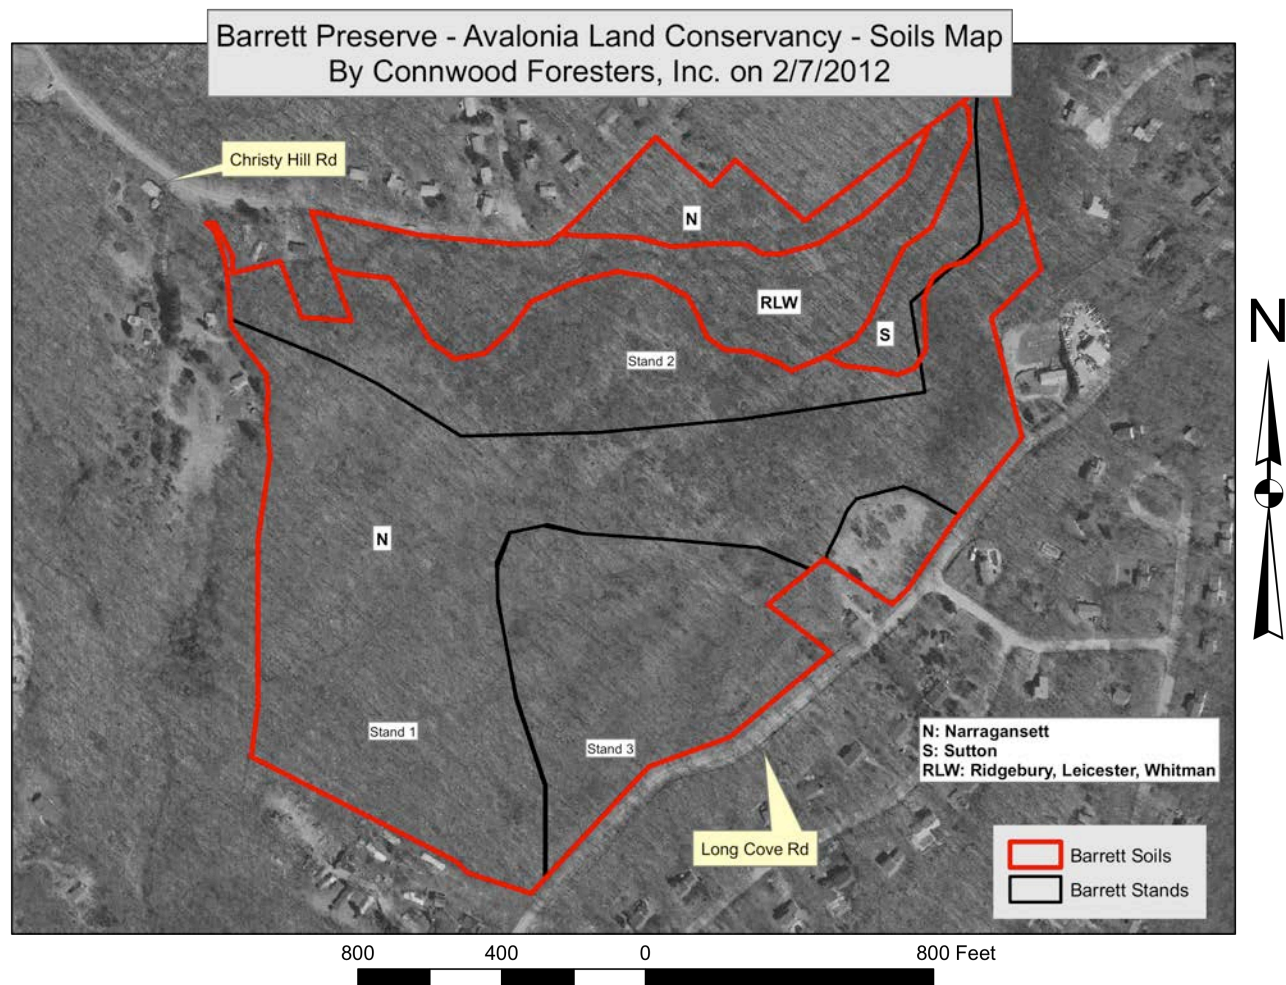 Barrett Preserve - Avalonia Land Conservancy - Soils Map
By Connwood Foresters, Inc. on 2/7/2012
Christy Hill Rd
N
RLW
S
Stand 2
N
N
Stand 1
Stand 3
N: Narragansett
S: Sutton
RLW: Ridgebury, Leicester, Whitman
Long Cove Rd
Barrett Soils
Barrett Stands
800 400 0 800 Feet